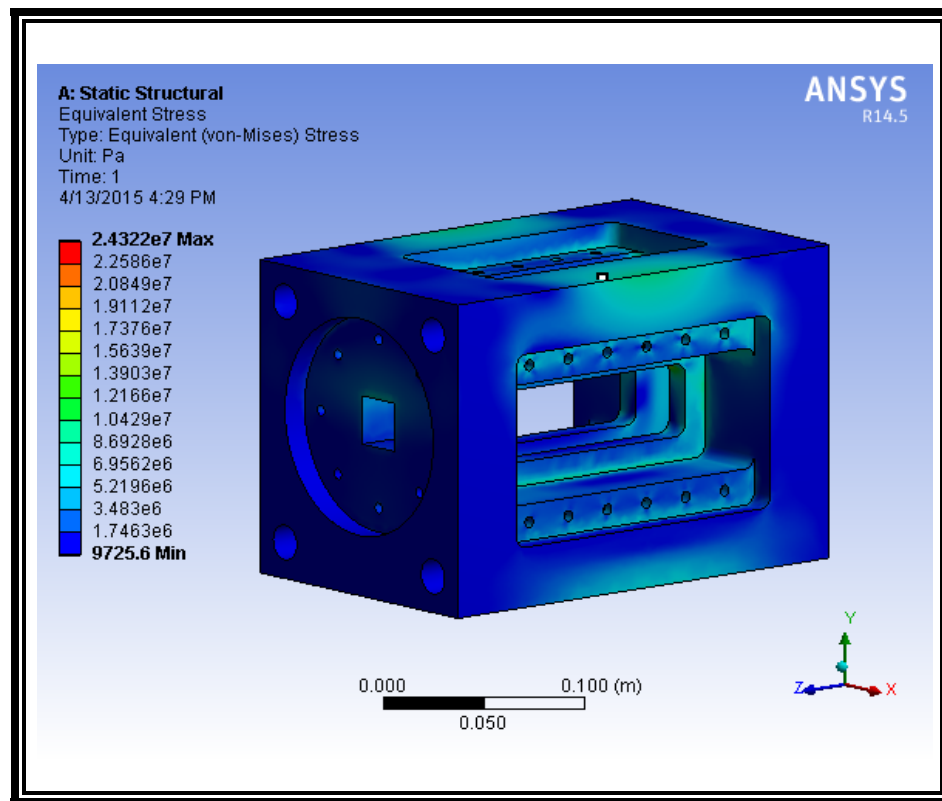 A: Static Structural
Equivalent Stress
Type: Equivalent (von-Mises) Stress
Unit: Pa
Time: 1
4/13/2015 4:29 PM
ANSYS
R14.5
2.4322e7 Max
2.2586e7
2.0849e7
1.9112e7
1.7376e7
1.5639e7
1.3903e7
1.2166e7
1.0429e7
8.6928e6
6.9562e6
5.2196e6
3.483e6
1.7463e6
9725.6 Min
0.000
0.100 (m)
0.050
Y
Z
X